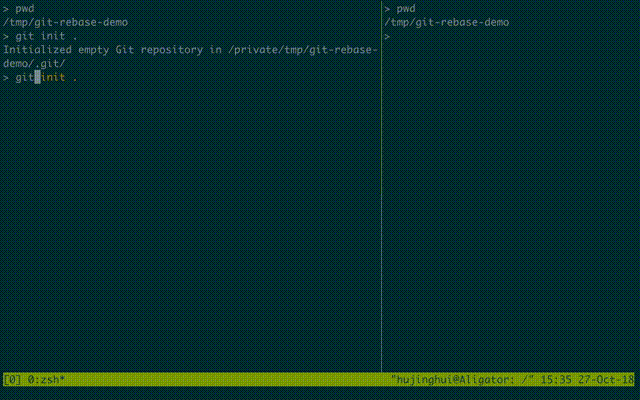 > pwd
/tmp/git-rebase-demo
> git init .
Initialized empty Git repository in /private/tmp/git-rebase-
demo/.git/
> git init .
> pwd
/tmp/git-rebase-demo
>
[0] 0:zsh*
"hujinghui@Aligator: /" 15:35 27-Oct-18